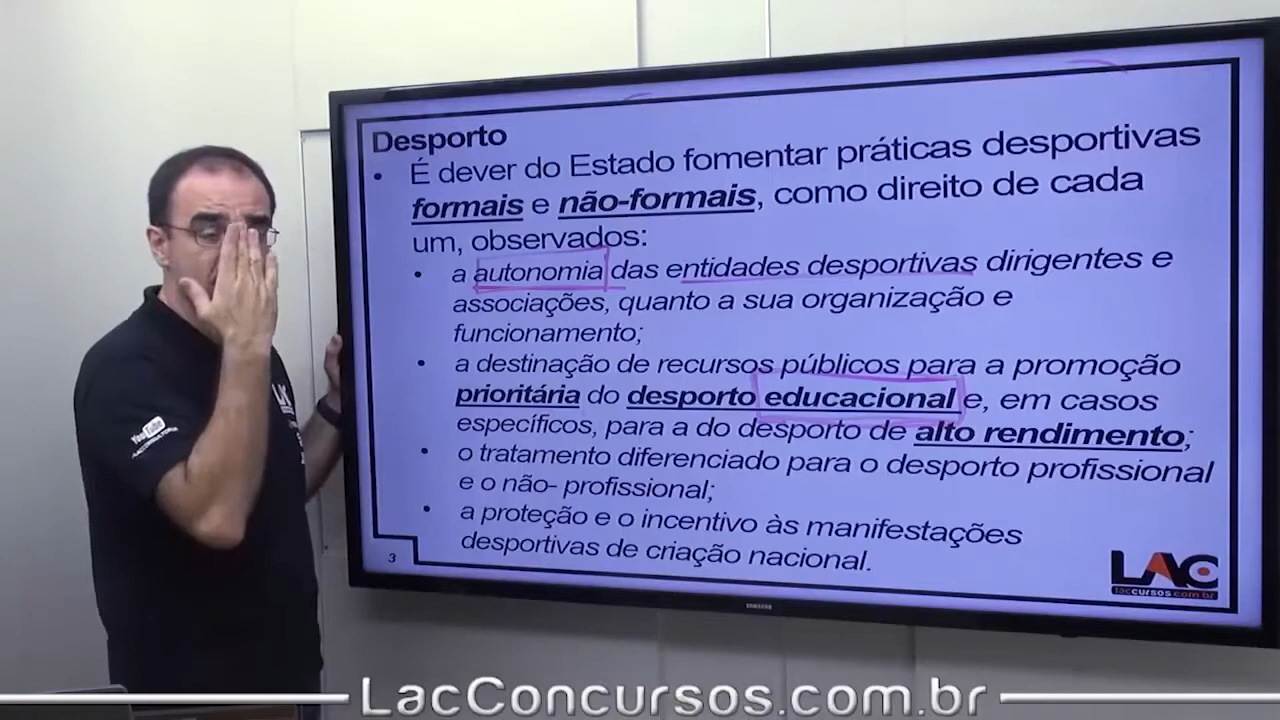 Desporto
• É dever do Estado fomentar práticas desportivas
formais e não-formais, como direito de cada
um, observados:
• a autonomia das entidades desportivas dirigentes e
associações, quanto a sua organização e
funcionamento;
• a destinação de recursos públicos para a promoção
prioritária do desporto educacional e, em casos
específicos, para a do desporto de alto rendimento;
• o tratamento diferenciado para o desporto profissional
e o não- profissional;
• a proteção e o incentivo às manifestações
desportivas de criação nacional.
3
LAC
laccursos.com.br
SAMSUNG
LAC
YouTube
LacConcursos.com.br